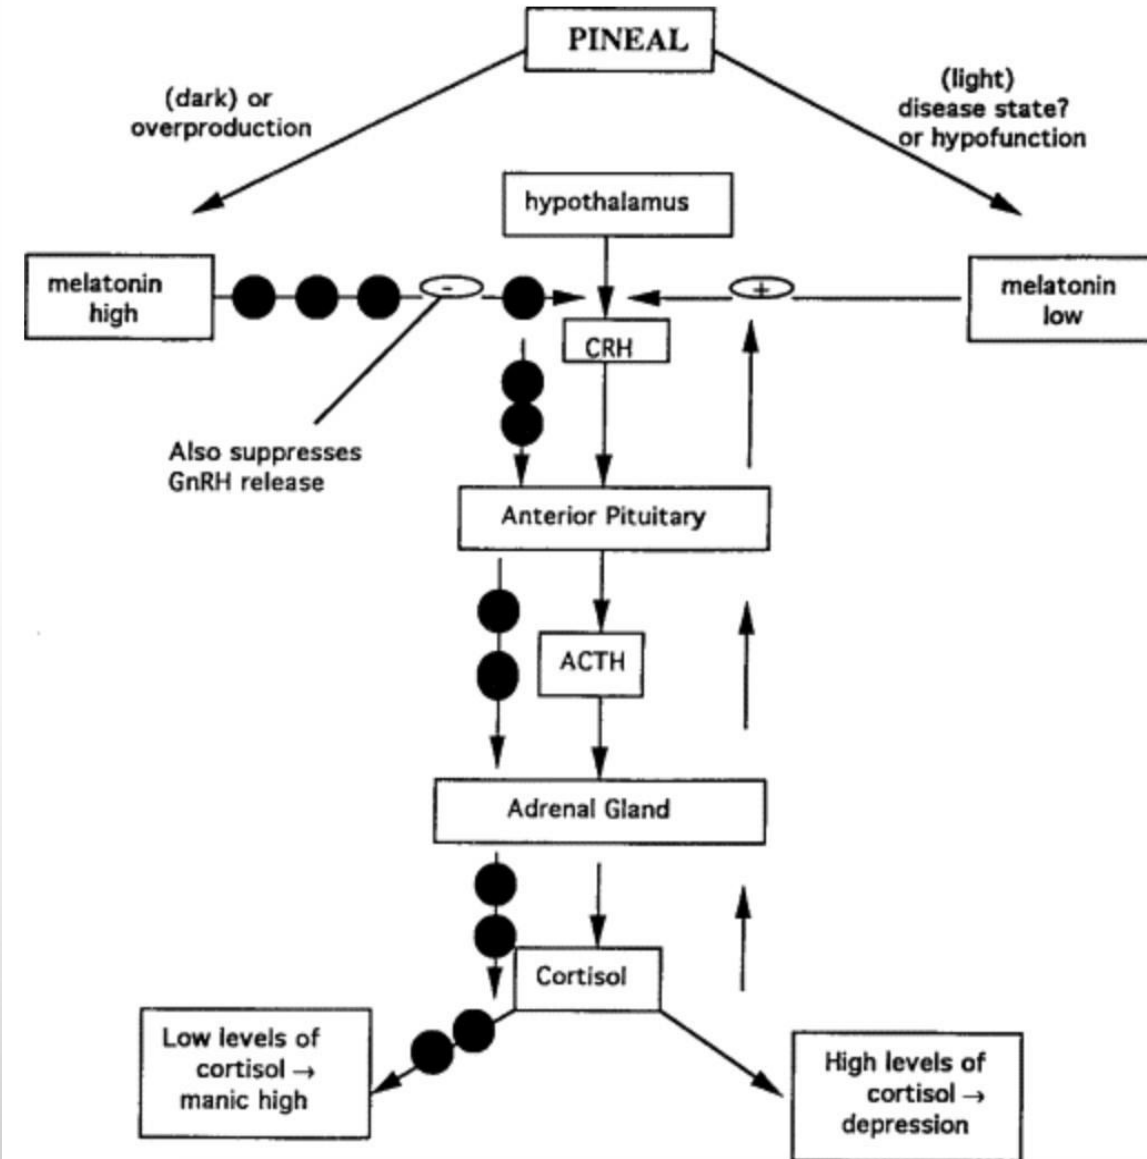 PINEAL
(dark) or
overproduction
(light)
disease state?
or hypofunction
hypothalamus
melatonin
high
-
+
melatonin
low
CRH
Also suppresses
GnRH release
Anterior Pituitary
ACTH
Adrenal Gland
Cortisol
Low levels of
cortisol →
manic high
High levels of
cortisol →
depression